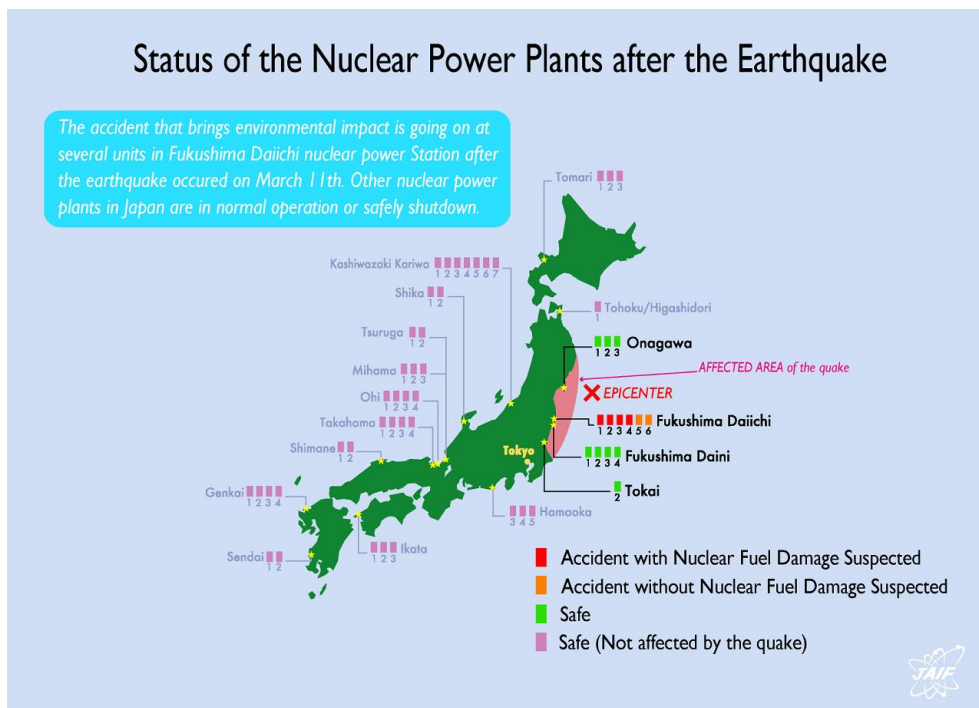 Status of the Nuclear Power Plants after the Earthquake
The accident that brings environmental impact is going on at
several units in Fukushima Daiichi nuclear power Station after
the earthquake occured on March 11th. Other nuclear power
plants in Japan are in normal operation or safely shutdown.
Tomari
1 2 3
Kashiwazaki Kariwa
1 2 3 4 5 6 7
Shika
1 2
Tohoku/Higashidori
1
Tsuruga
1 2
Onagawa
1 2 3
AFFECTED AREA of the quake
Mihama
1 2 3
EPICENTER
Ohi
1 2 3 4
Takahama
1 2 3 4
Fukushima Daiichi
1 2 3 4 5 6
Shimane
1 2
Tokyo
Fukushima Daini
1 2 3 4
Genkai
1 2 3 4
Tokai
2
Hamaoka
3 4 5
Sendai
1 2
Ikata
1 2 3
Accident with Nuclear Fuel Damage Suspected
Accident without Nuclear Fuel Damage Suspected
Safe
Safe (Not affected by the quake)
JAIF